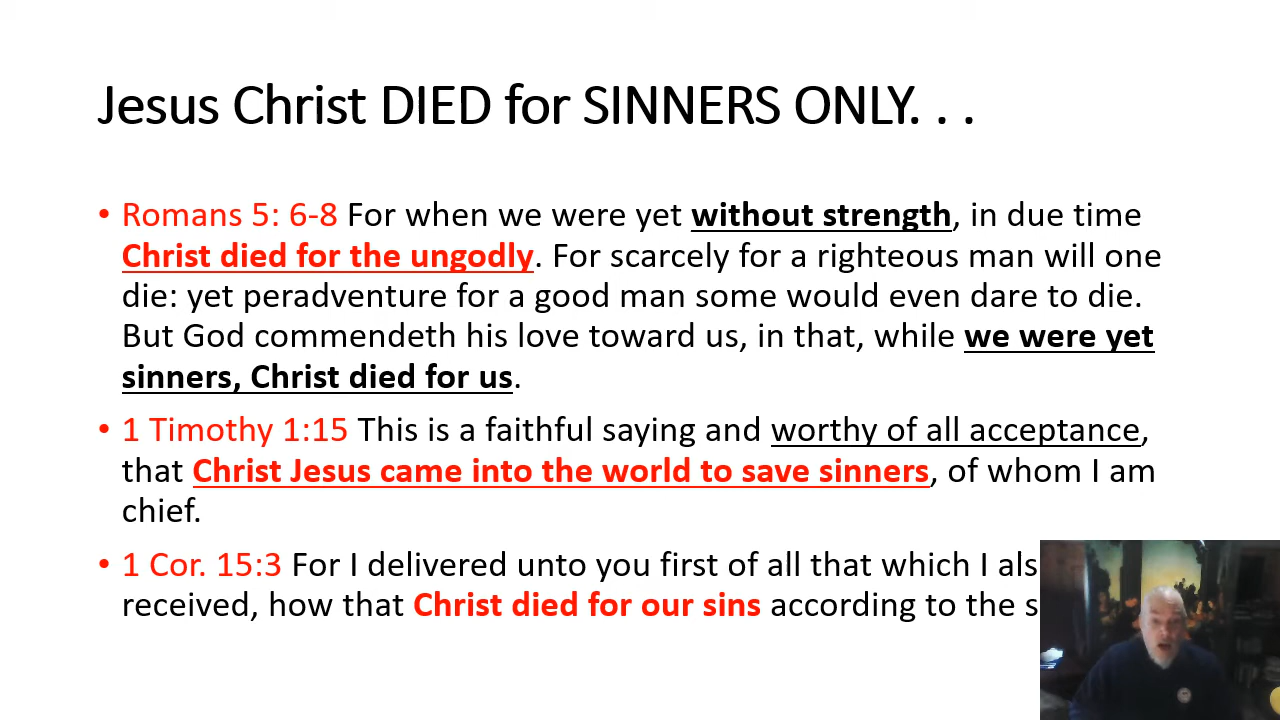 Jesus Christ DIED for SINNERS ONLY. . .
• Romans 5: 6-8 For when we were yet without strength, in due time
Christ died for the ungodly. For scarcely for a righteous man will one
die: yet peradventure for a good man some would even dare to die.
But God commendeth his love toward us, in that, while we were yet
sinners, Christ died for us.
• 1 Timothy 1:15 This is a faithful saying and worthy of all acceptance,
that Christ Jesus came into the world to save sinners, of whom I am
chief.
• 1 Cor. 15:3 For I delivered unto you first of all that which I als
received, how that Christ died for our sins according to the s